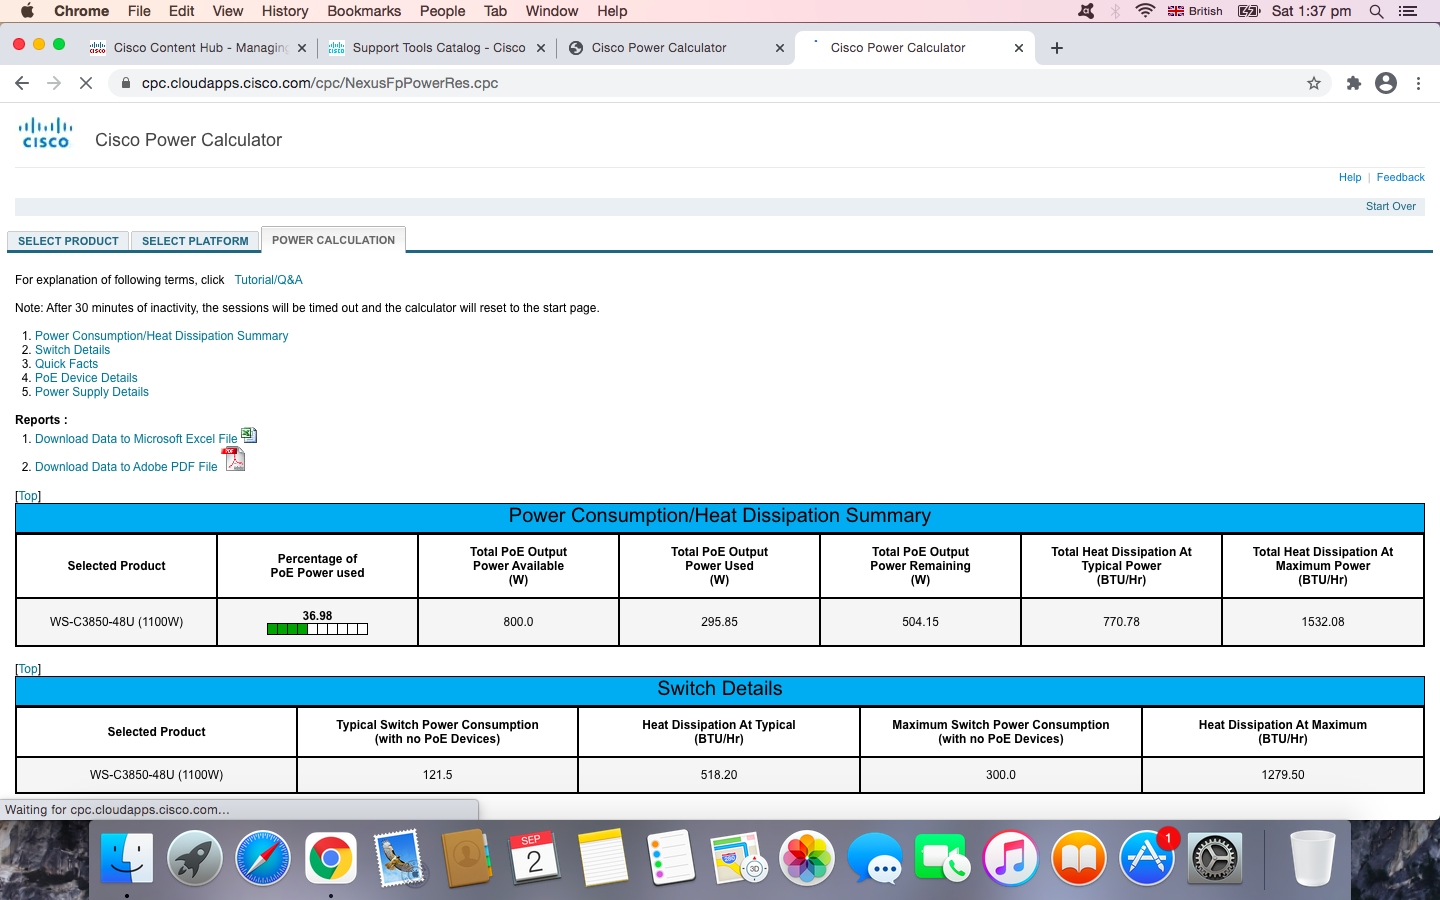 Chrome File Edit View History Bookmarks People Tab Window Help British Sat 1:37 pm
Cisco Content Hub - Managing Support Tools Catalog - Cisco Cisco Power Calculator Cisco Power Calculator
cpc.cloudapps.cisco.com/cpc/NexusFpPowerRes.cpc
CISCO Cisco Power Calculator
Help | Feedback
Start Over
SELECT PRODUCT SELECT PLATFORM POWER CALCULATION
For explanation of following terms, click Tutorial/Q&A
Note: After 30 minutes of inactivity, the sessions will be timed out and the calculator will reset to the start page.
1. Power Consumption/Heat Dissipation Summary
2. Switch Details
3. Quick Facts
4. PoE Device Details
5. Power Supply Details
Reports :
1. Download Data to Microsoft Excel File
2. Download Data to Adobe PDF File
[Top]
Power Consumption/Heat Dissipation Summary
Selected Product
Percentage of
PoE Power used
Total PoE Output
Power Available
(W)
Total PoE Output
Power Used
(W)
Total PoE Output
Power Remaining
(W)
Total Heat Dissipation At
Typical Power
(BTU/Hr)
Total Heat Dissipation At
Maximum Power
(BTU/Hr)
WS-C3850-48U (1100W) 36.98 800.0 295.85 504.15 770.78 1532.08
[Top]
Switch Details
Selected Product
Typical Switch Power Consumption
(with no PoE Devices)
Heat Dissipation At Typical
(BTU/Hr)
Maximum Switch Power Consumption
(with no PoE Devices)
Heat Dissipation At Maximum
(BTU/Hr)
WS-C3850-48U (1100W) 121.5 518.20 300.0 1279.50
Waiting for cpc.cloudapps.cisco.com...
SEP
2
280
3D
1